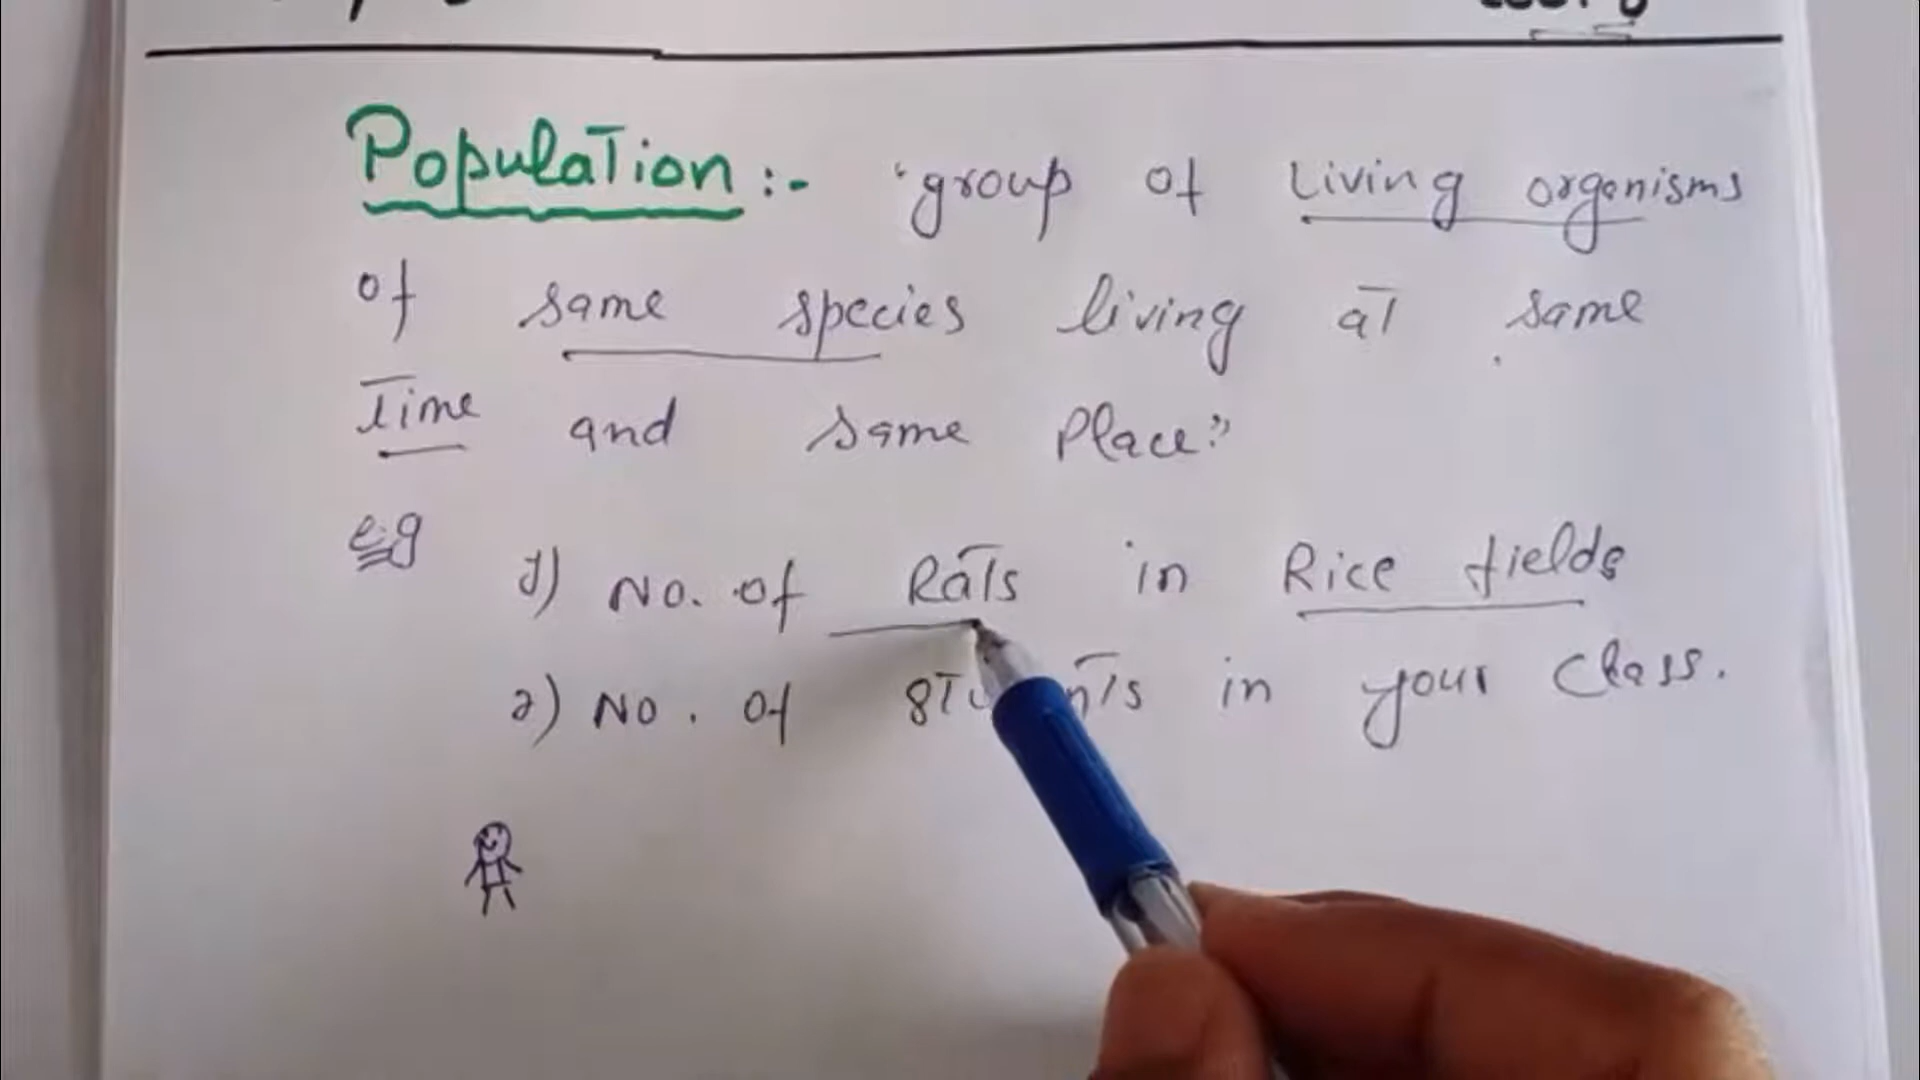 Population :- "group of Living organisms
of same species living at same
Time and same Place"
e.g
1) No. of Rats in Rice fields
2) No. of in your Class.